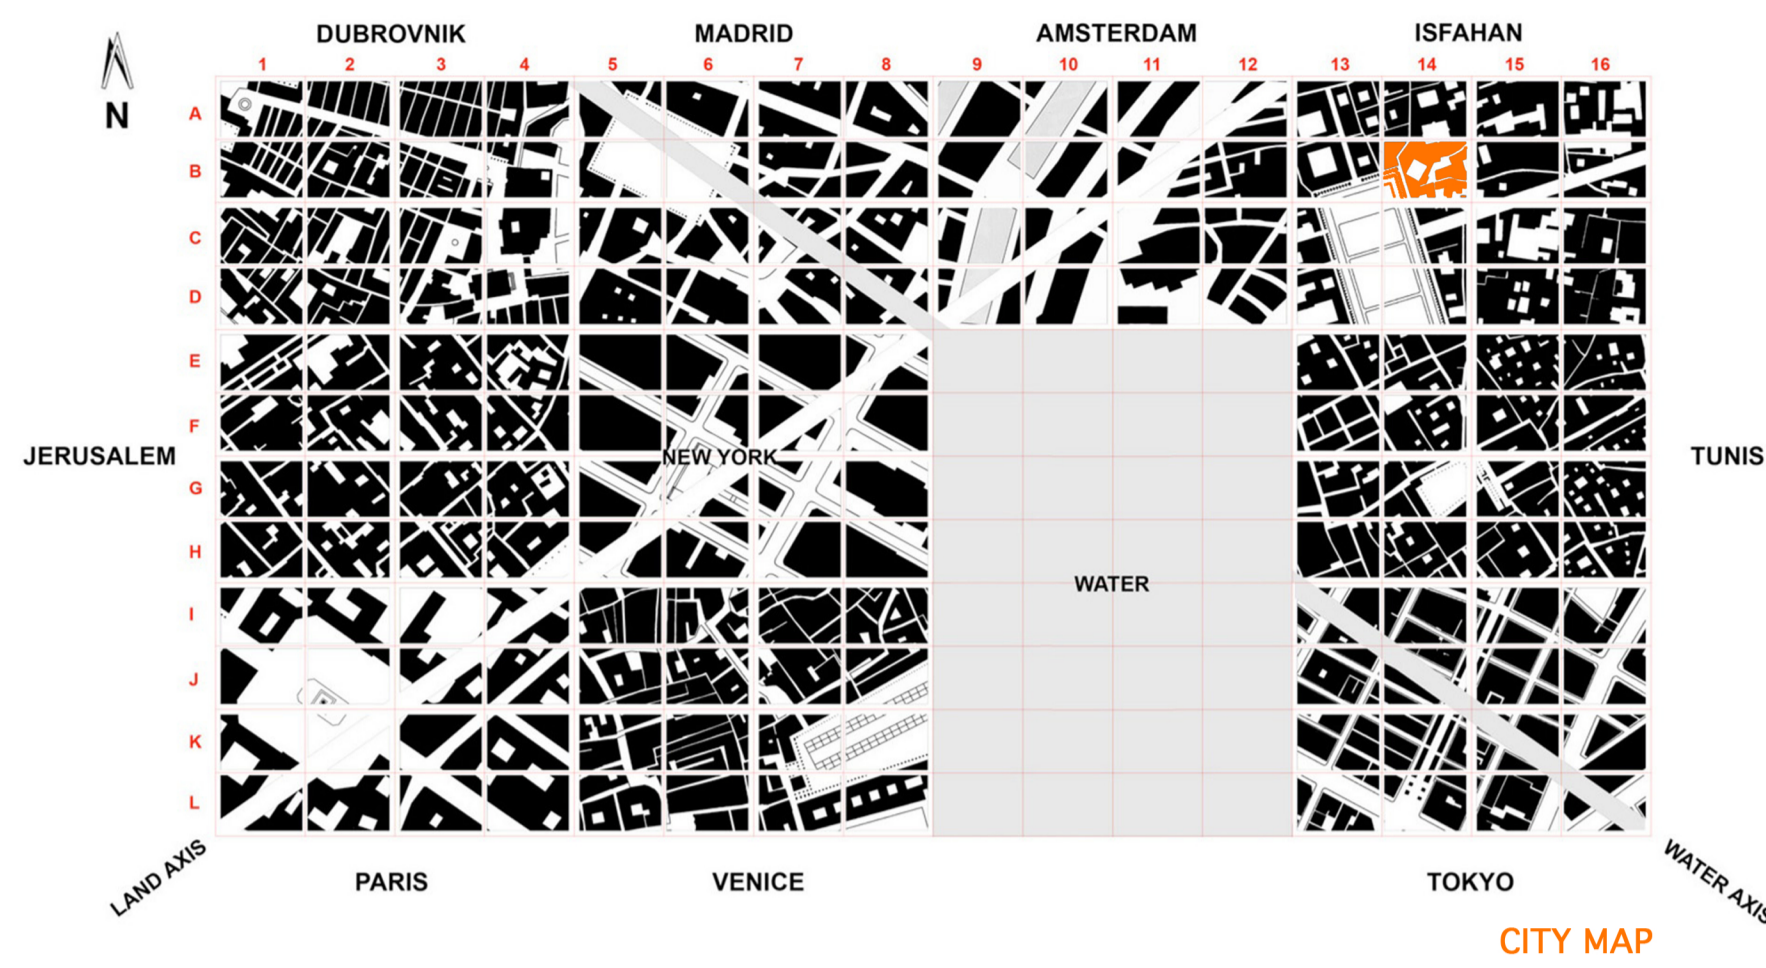 DUBROVNIK MADRID AMSTERDAM ISFAHAN
1 2 3 4 5 6 7 8 9 10 11 12 13 14 15 16
N
A
B
C
D
E
F
JERUSALEM NEW YORK TUNIS
G
H
WATER
I
J
K
L
LAND AXIS WATER AXIS
PARIS VENICE TOKYO
CITY MAP